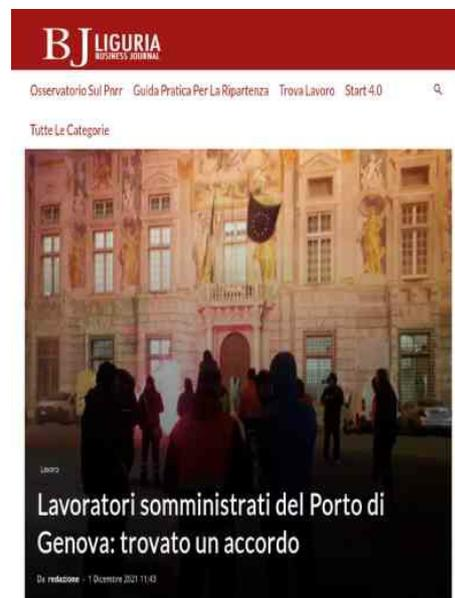 BJ LIGURIA
BUSINESS JOURNAL
Osservatorio Sul Pnrr Guida Pratica Per La Ripartenza Trova Lavoro Start 4.0
Tutte Le Categorie
Lavoro
Lavoratori somministrati del Porto di
Genova: trovato un accordo
Da redazione - 1 Dicembre 2021 11:43